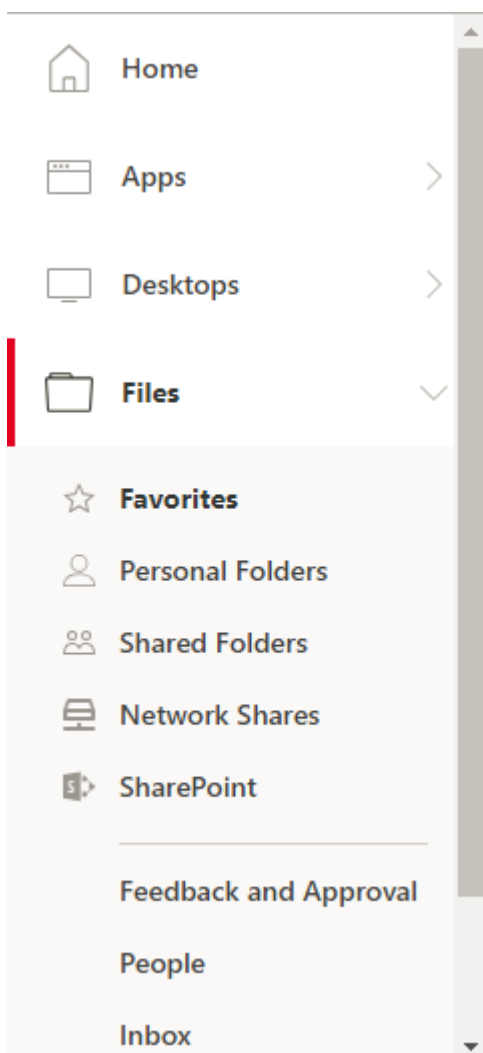 Home
Apps
Desktops
Files
Favorites
Personal Folders
Shared Folders
Network Shares
SharePoint
Feedback and Approval
People
Inbox